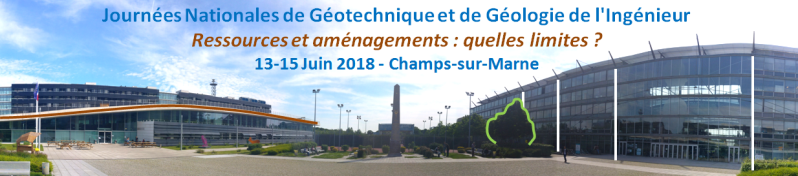 Journées Nationales de Géotechnique et de Géologie de l'Ingénieur
Ressources et aménagements : quelles limites ?
13-15 Juin 2018 - Champs-sur-Marne